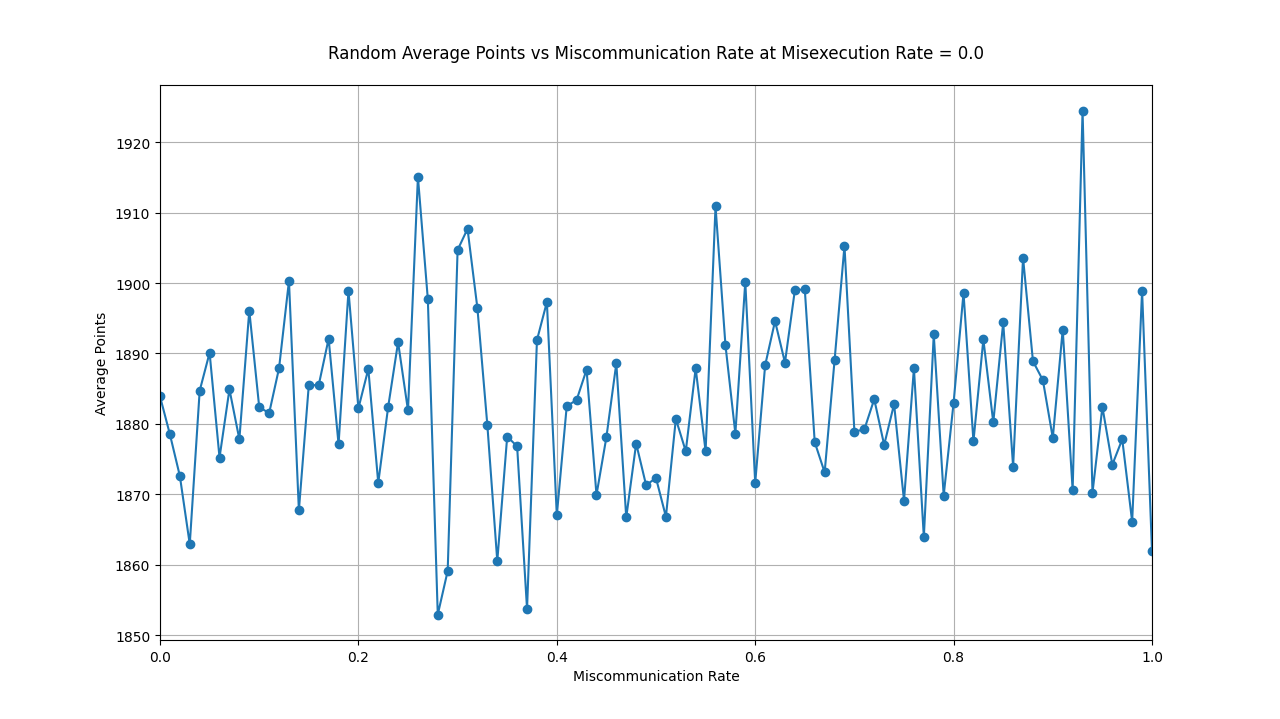 Random Average Points vs Miscommunication Rate at Misexecution Rate = 0.0
1920
1910
1900
1890
1880
1870
1860
1850
Average Points
0.0 0.2 0.4 0.6 0.8 1.0
Miscommunication Rate